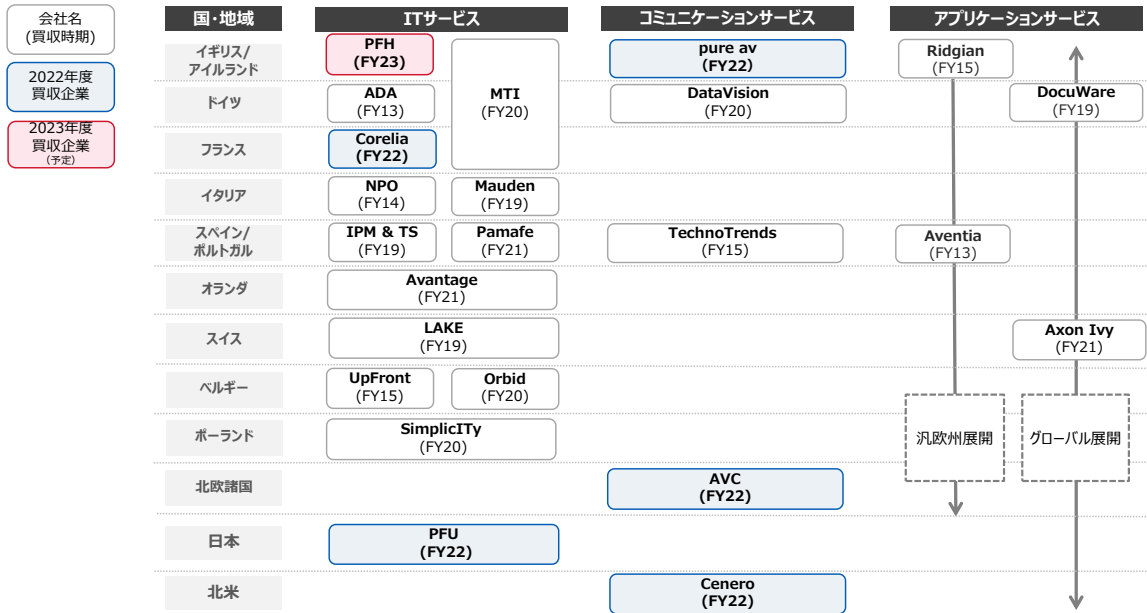 会社名
(買収時期)
2022年度
買収企業
2023年度
買収企業
(予定)
国・地域
ITサービス
コミュニケーションサービス
アプリケーションサービス
イギリス/
アイルランド
PFH
(FY23)
MTI
(FY20)
pure av
(FY22)
Ridgian
(FY15)
ドイツ
ADA
(FY13)
DataVision
(FY20)
DocuWare
(FY19)
フランス
Corelia
(FY22)
イタリア
NPO
(FY14)
Mauden
(FY19)
スペイン/
ポルトガル
IPM & TS
(FY19)
Pamafe
(FY21)
TechnoTrends
(FY15)
Aventia
(FY13)
オランダ
Avantage
(FY21)
スイス
LAKE
(FY19)
Axon Ivy
(FY21)
ベルギー
UpFront
(FY15)
Orbid
(FY20)
ポーランド
SimplicITy
(FY20)
汎欧州展開
グローバル展開
北欧諸国
AVC
(FY22)
日本
PFU
(FY22)
北米
Cenero
(FY22)